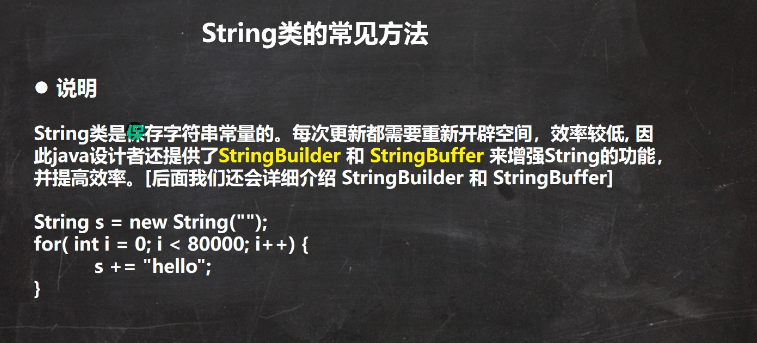 String类的常见方法
● 说明
String类是保存字符串常量的。每次更新都需要重新开辟空间，效率较低, 因
此java设计者还提供了StringBuilder 和 StringBuffer 来增强String的功能，
并提高效率。[后面我们还会详细介绍 StringBuilder 和 StringBuffer]
String s = new String("");
for( int i = 0; i < 80000; i++) {
s += "hello";
}